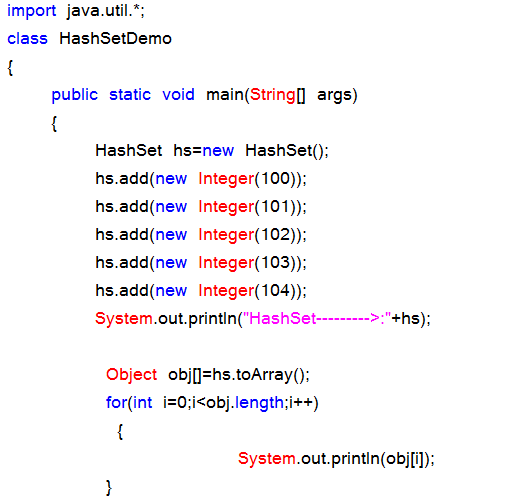 import java.util.*;
class HashSetDemo
{
public static void main(String[] args)
{
HashSet hs=new HashSet();
hs.add(new Integer(100));
hs.add(new Integer(101));
hs.add(new Integer(102));
hs.add(new Integer(103));
hs.add(new Integer(104));
System.out.println("HashSet--------->:"+hs);
Object obj[]=hs.toArray();
for(int i=0;i<obj.length;i++)
{
System.out.println(obj[i]);
}